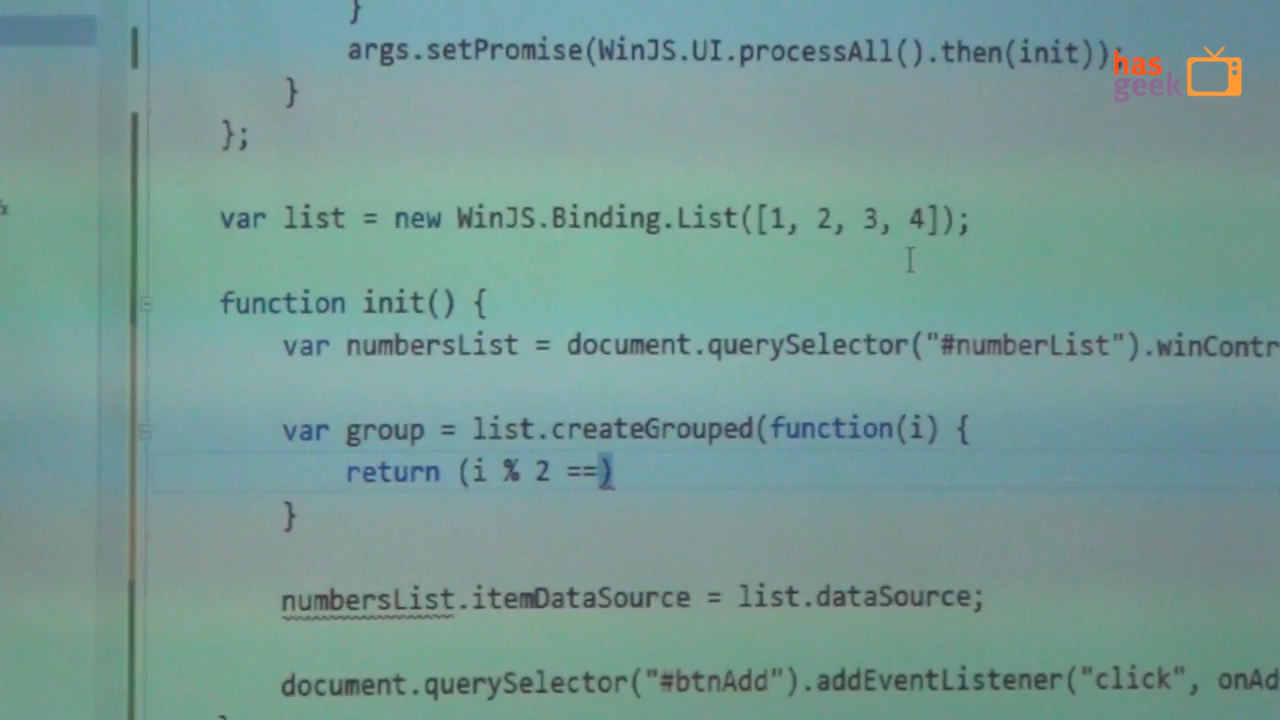 }
args.setPromise(WinJS.UI.processAll().then(init));
has
geek
}
};
var list = new WinJS.Binding.List([1, 2, 3, 4]);
function init() {
var numbersList = document.querySelector("#numberList").winContr
var group = list.createGrouped(function(i) {
return (i % 2 ==)
}
numbersList.itemDataSource = list.dataSource;
document.querySelector("#btnAdd").addEventListener("click", onAd